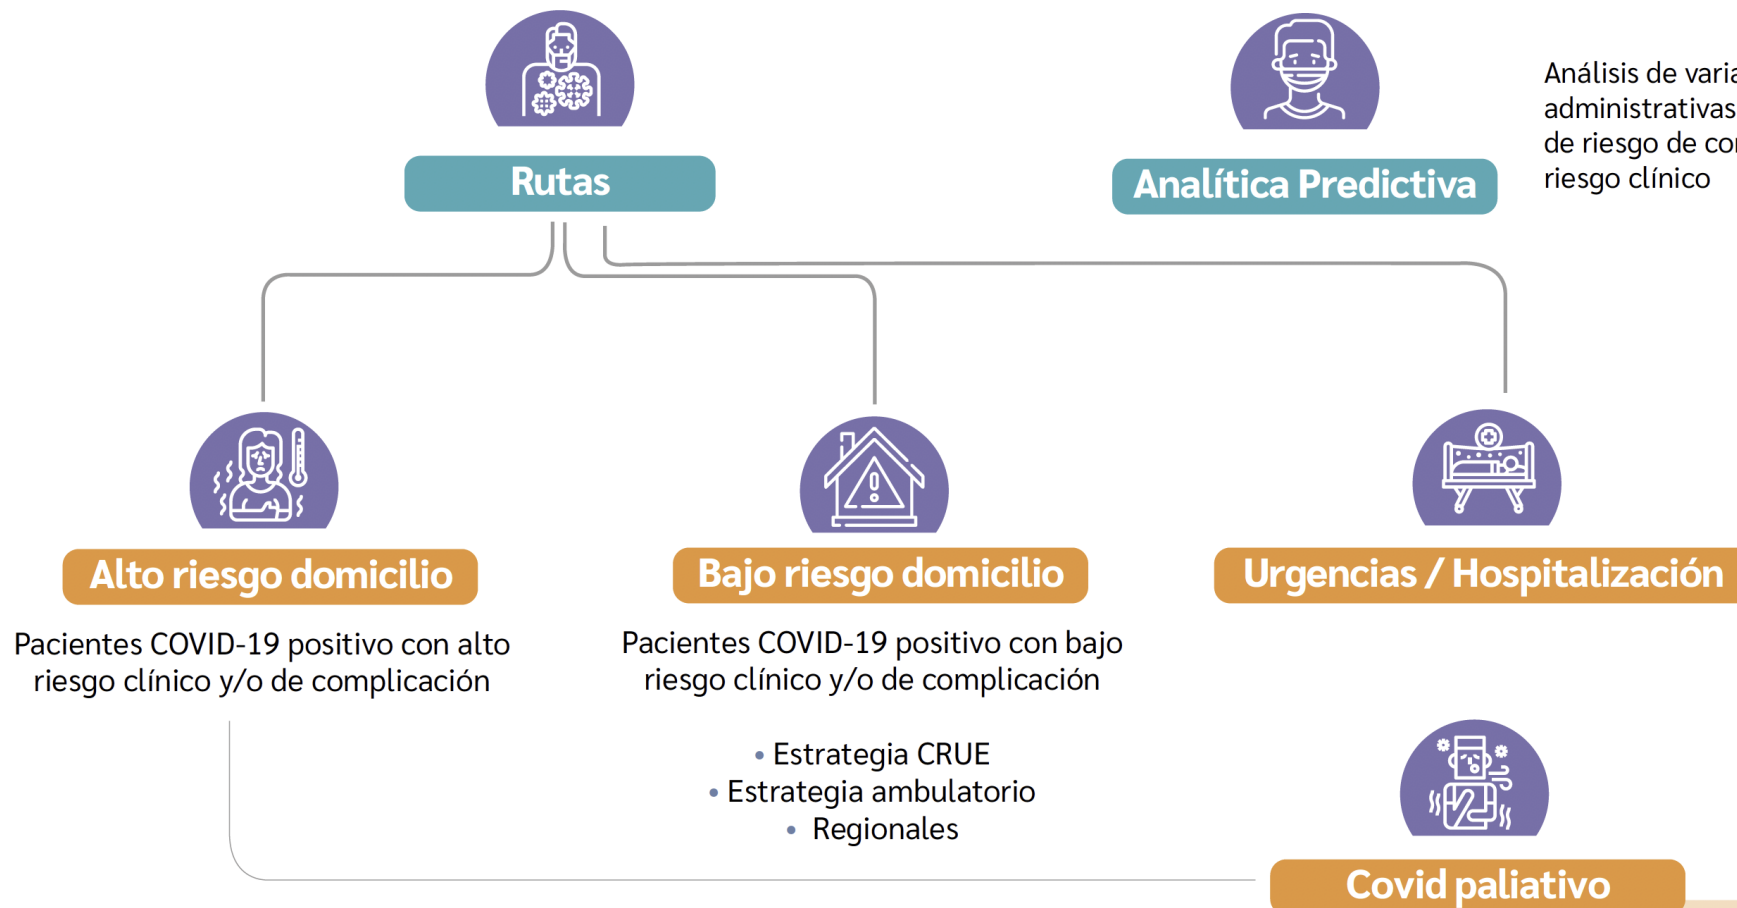 Rutas
Analítica Predictiva
Análisis de
administrativas
de riesgo de
riesgo clínico
Alto riesgo domicilio
Pacientes COVID-19 positivo con alto
riesgo clínico y/o de complicación
Bajo riesgo domicilio
Pacientes COVID-19 positivo con bajo
riesgo clínico y/o de complicación
• Estrategia CRUE
• Estrategia ambulatorio
• Regionales
Urgencias / Hospitalización
Covid paliativo